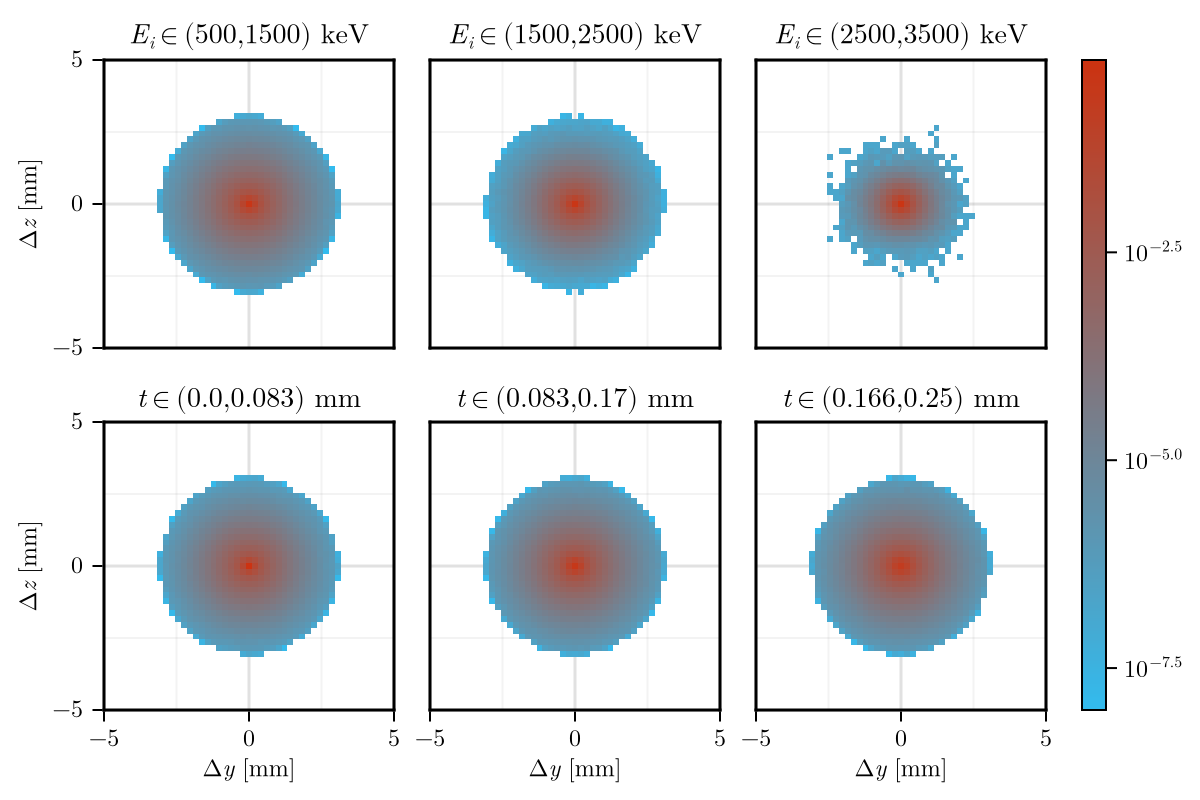 E_i ∈ (500,1500) keV
E_i ∈ (1500,2500) keV
E_i ∈ (2500,3500) keV
5
0
−5
Δz [mm]
10^{−2.5}
10^{−5.0}
10^{−7.5}
t ∈ (0.0,0.083) mm
t ∈ (0.083,0.17) mm
t ∈ (0.166,0.25) mm
5
0
−5
Δz [mm]
−5 0 5
−5 0 5
−5 0 5
Δy [mm]
Δy [mm]
Δy [mm]